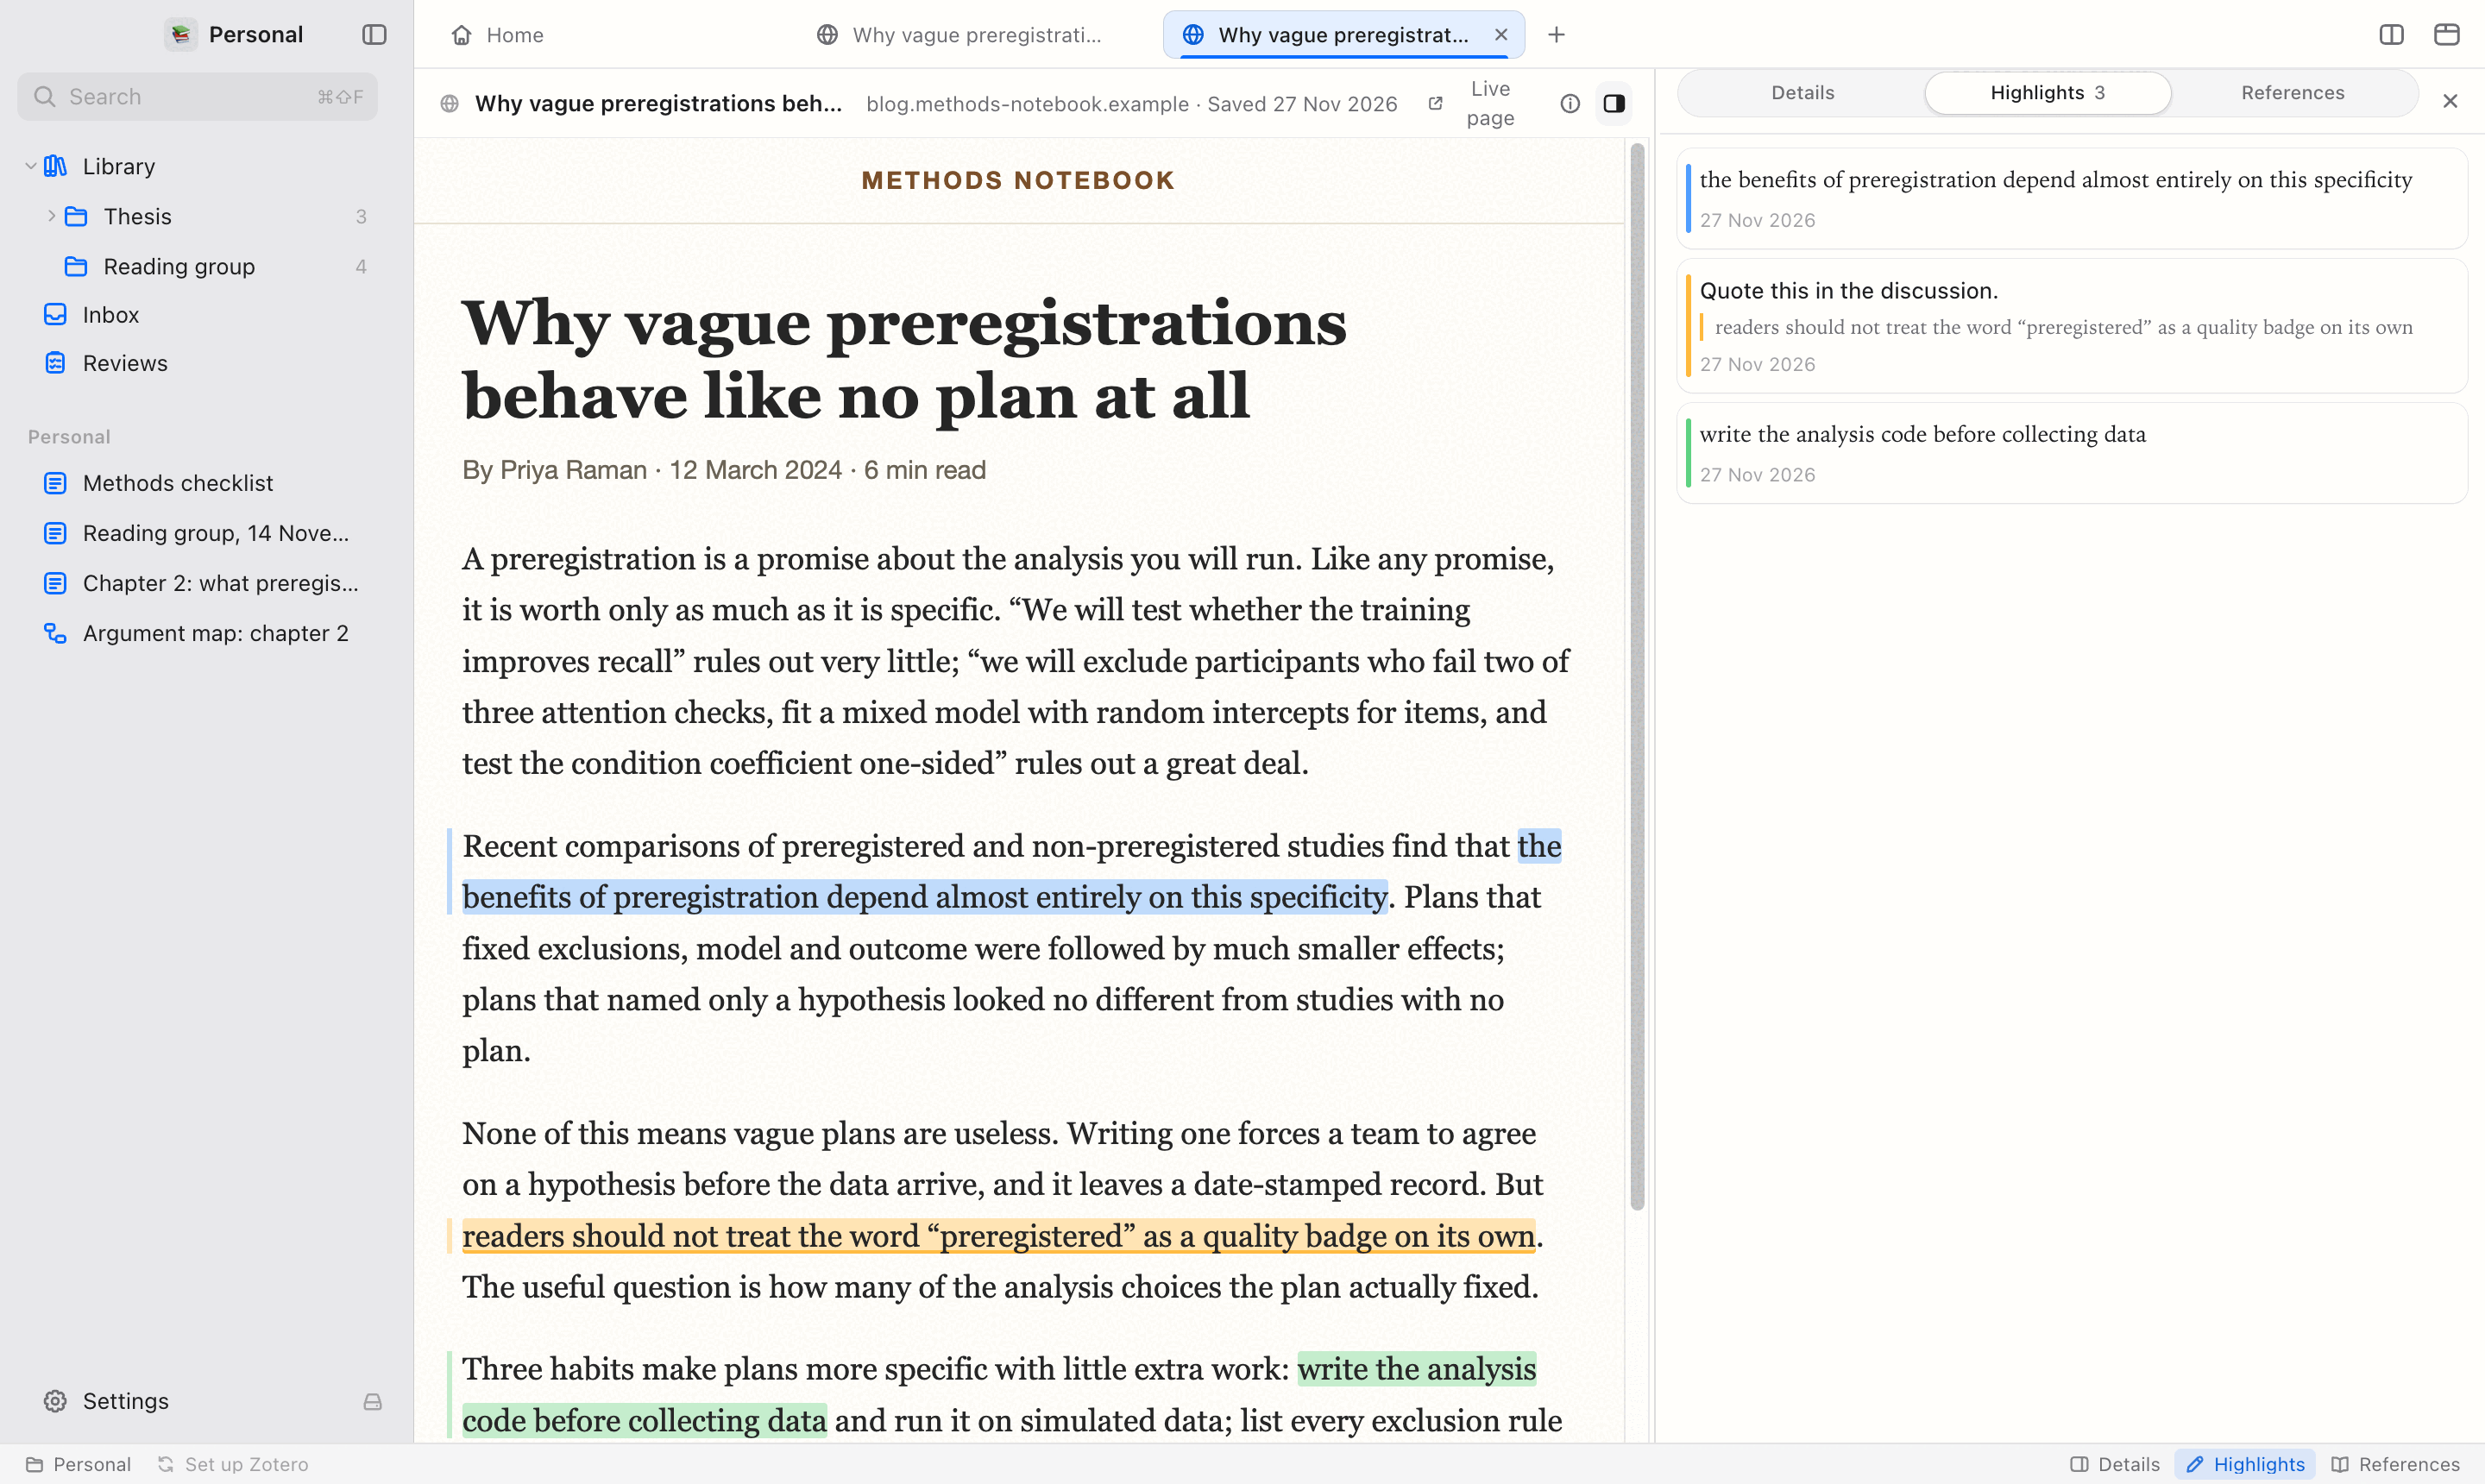 Personal
Search ⌘⇧F
Library
Thesis 3
Reading group 4
Inbox
Reviews
Personal
Methods checklist
Reading group, 14 Nove...
Chapter 2: what preregis...
Argument map: chapter 2
Settings
Home
Why vague preregistrati...
Why vague preregistrat...
Why vague preregistrations beh...
blog.methods-notebook.example · Saved 27 Nov 2026
Live
page
METHODS NOTEBOOK
Why vague preregistrations
behave like no plan at all
By Priya Raman · 12 March 2024 · 6 min read
A preregistration is a promise about the analysis you will run. Like any promise,
it is worth only as much as it is specific. “We will test whether the training
improves recall” rules out very little; “we will exclude participants who fail two of
three attention checks, fit a mixed model with random intercepts for items, and
test the condition coefficient one-sided” rules out a great deal.
Recent comparisons of preregistered and non-preregistered studies find that the
benefits of preregistration depend almost entirely on this specificity. Plans that
fixed exclusions, model and outcome were followed by much smaller effects;
plans that named only a hypothesis looked no different from studies with no
plan.
None of this means vague plans are useless. Writing one forces a team to agree
on a hypothesis before the data arrive, and it leaves a date-stamped record. But
readers should not treat the word “preregistered” as a quality badge on its own.
The useful question is how many of the analysis choices the plan actually fixed.
Three habits make plans more specific with little extra work: write the analysis
code before collecting data and run it on simulated data; list every exclusion rule
Details
Highlights 3
References
the benefits of preregistration depend almost entirely on this specificity
27 Nov 2026
Quote this in the discussion.
readers should not treat the word “preregistered” as a quality badge on its own
27 Nov 2026
write the analysis code before collecting data
27 Nov 2026
Personal
Set up Zotero
Details
Highlights
References